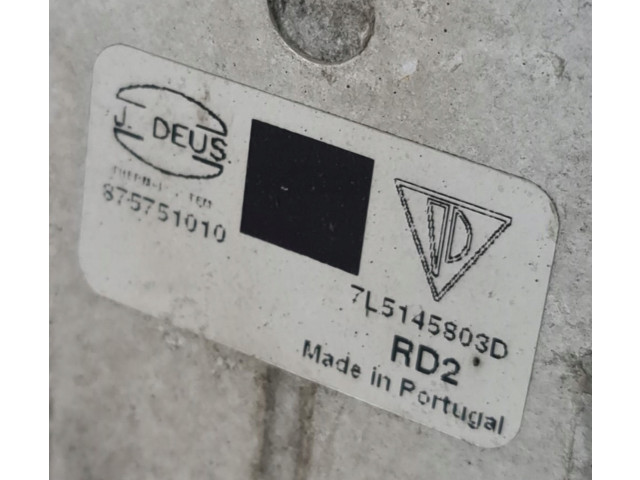 J. DEUS
875751010
7L5145803D
RD2
Made in Portugal